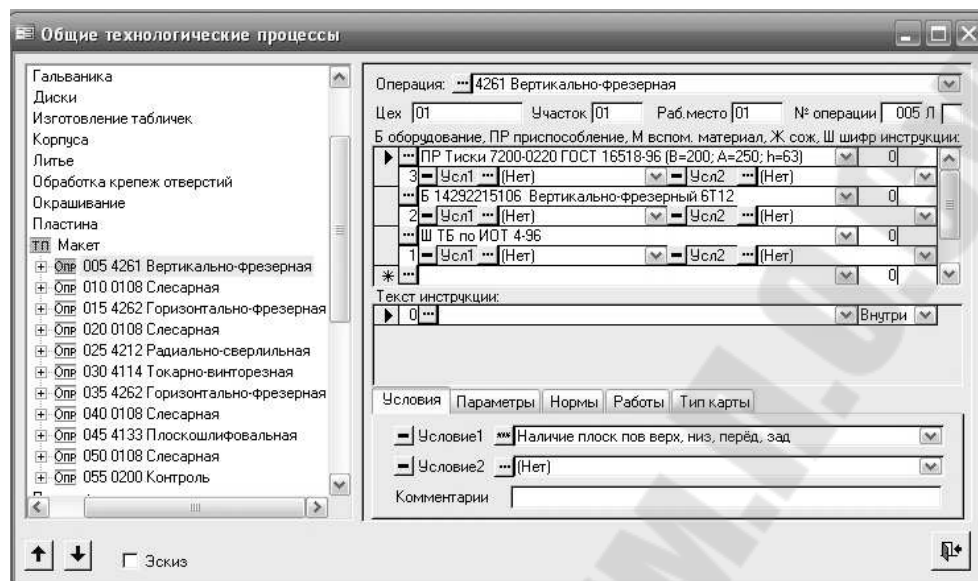 Общие технологические процессы
Гальваника
Диски
Изготовление табличек
Корпуса
Литье
Обработка крепеж отверстий
Окрашивание
Пластина
ТП Макет
Опр 005 4261 Вертикально-фрезерная
Опр 010 0108 Слесарная
Опр 015 4262 Горизонтально-фрезерная
Опр 020 0108 Слесарная
Опр 025 4212 Радиально-сверлильная
Опр 030 4114 Токарно-винторезная
Опр 035 4262 Горизонтально-фрезерная
Опр 040 0108 Слесарная
Опр 045 4133 Плоскошлифовальная
Опр 050 0108 Слесарная
Опр 055 0200 Контроль
Эскиз
Операция: ... 4261 Вертикально-фрезерная
Цех 01 Участок 01 Раб.место 01 № операции 005 Л
Б оборудование, ПР приспособление, М вспом. материал, Ж сож, Ш шифр инструкции:
... ПР Тиски 7200-0220 ГОСТ 16518-96 (B=200; A=250; h=63) 0
3 Усл1 ... (Нет) Усл2 ... (Нет)
... Б 14292215106 Вертикально-фрезерный 6Т12 0
2 Усл1 ... (Нет) Усл2 ... (Нет)
... Ш ТБ по ИОТ 4-96 0
1 Усл1 ... (Нет) Усл2 ... (Нет)
* ... 0
Текст инструкции:
0 ... Внутри
Условия Параметры Нормы Работы Тип карты
Условие1 *** Наличие плоск пов верх, низ, перёд, зад
Условие2 ... (Нет)
Комментарии